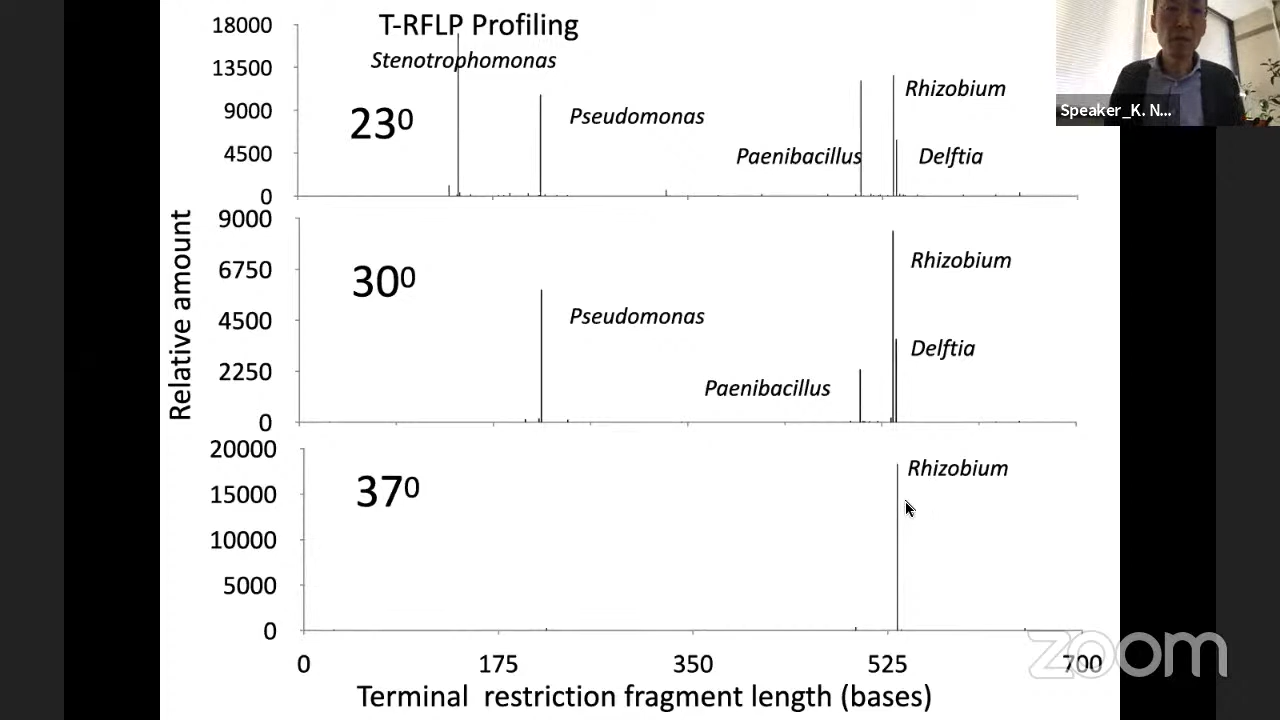 T-RFLP Profiling
18000
13500
9000
4500
0
Stenotrophomonas
23⁰
Pseudomonas
Paenibacillus
Rhizobium
Delftia
Speaker_K. N...
Relative amount
9000
6750
4500
2250
0
30⁰
Pseudomonas
Paenibacillus
Rhizobium
Delftia
20000
15000
10000
5000
0
37⁰
Rhizobium
0 175 350 525 700
Terminal restriction fragment length (bases)
zoom